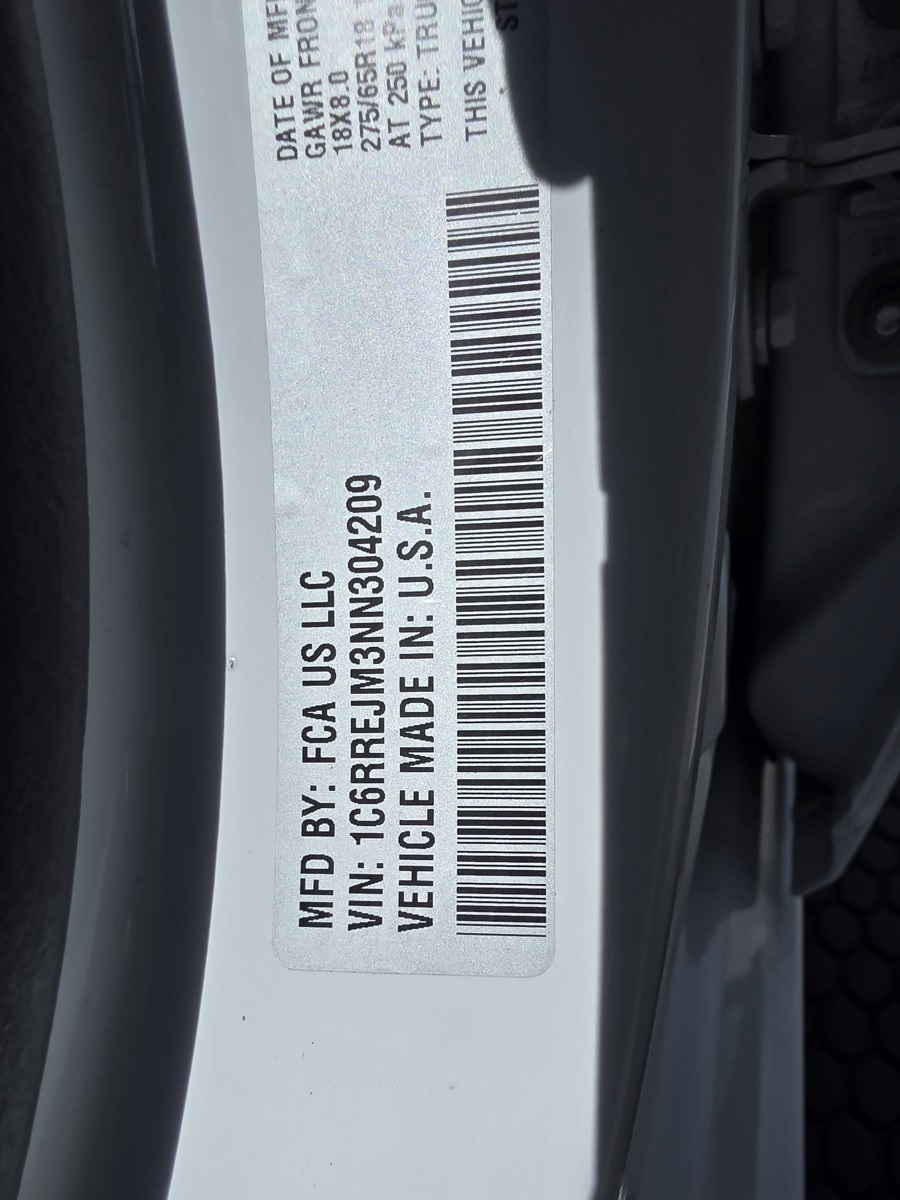 MFD BY: FCA US LLC
VIN: 1C6RREJM3NN304209
VEHICLE MADE IN: U.S.A.
DATE OF MF
GAWR FRON
18X8.0
275/65R18
AT 250 kPa
TYPE: TRU
THIS VEHIC
ST